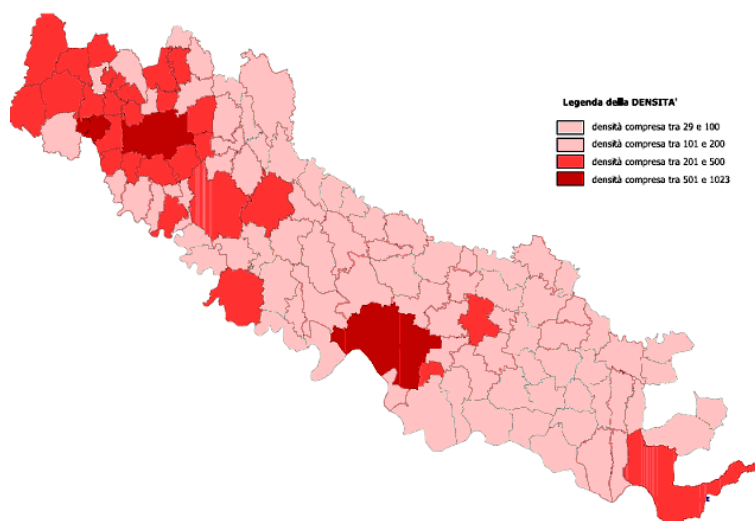 Legenda della DENSITA'
densità compresa tra 29 e 100
densità compresa tra 101 e 200
densità compresa tra 201 e 500
densità compresa tra 501 e 1023